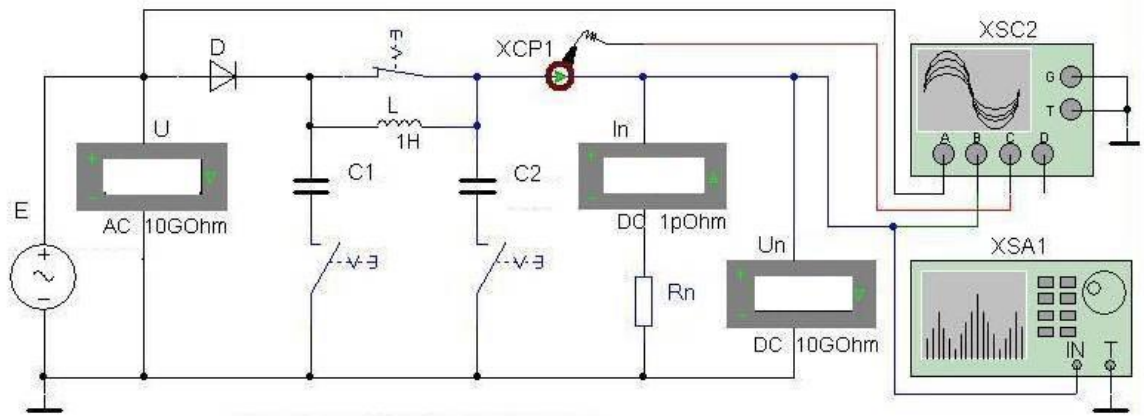 XSC2
XCP1
D
G
T
L
1H
U
In
A B C D
C1
C2
AC 10GOhm
DC 1pOhm
E
Un
XSA1
Rn
DC 10GOhm
IN T